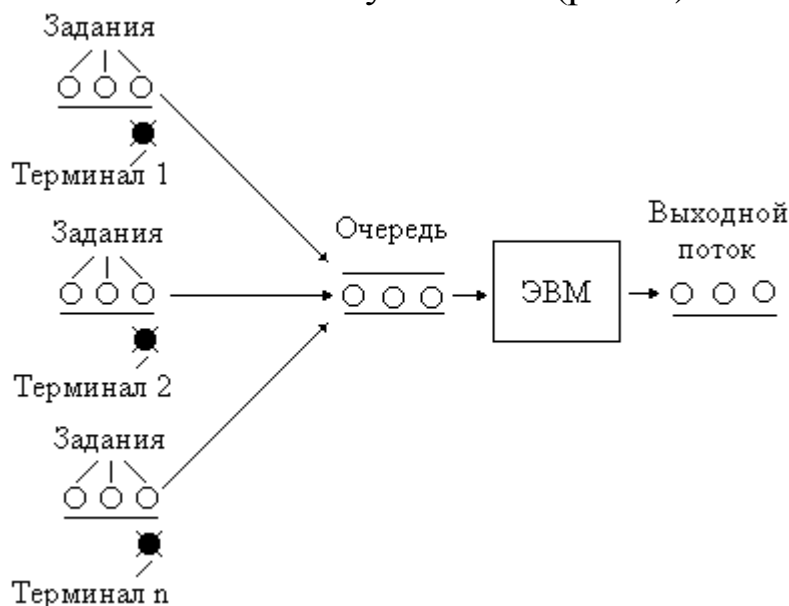 Задания
Терминал 1
Задания
Терминал 2
Задания
Терминал n
Очередь
ЭВМ
Выходной
поток